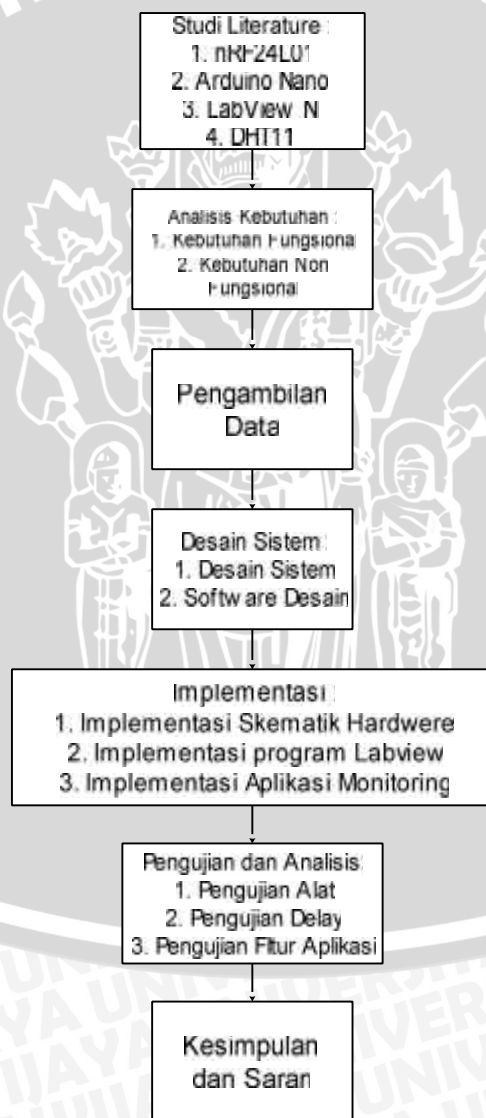 Studi Literature :
1. nRF24L01
2. Arduino Nano
3. LabView N
4. DHT11
Analisis Kebutuhan :
1. Kebutuhan Fungsional
2. Kebutuhan Non
Fungsional
Pengambilan
Data
Desain Sistem :
1. Desain Sistem
2. Software Desain
Implementasi :
1. Implementasi Skematik Hardwere
2. Implementasi program Labview
3. Implementasi Aplikasi Monitoring
Pengujian dan Analisis:
1. Pengujian Alat
2. Pengujian Delay
3. Pengujian Fitur Aplikasi
Kesimpulan
dan Saran